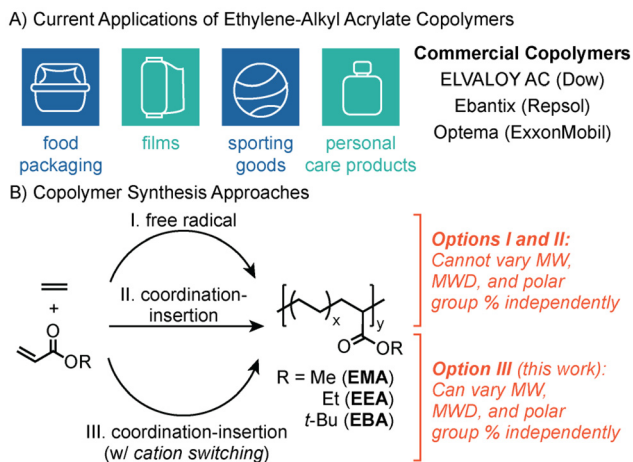 A) Current Applications of Ethylene-Alkyl Acrylate Copolymers
food
packaging
films
sporting
goods
personal
care products
Commercial Copolymers
ELVALOY AC (Dow)
Ebantix (Repsol)
Optema (ExxonMobil)
B) Copolymer Synthesis Approaches
I. free radical
II. coordination-
insertion
III. coordination-insertion
(w/ cation switching)
+
O
OR
x
y
O
OR
R = Me (EMA)
Et (EEA)
t-Bu (EBA)
Options I and II:
Cannot vary MW,
MWD, and polar
group % independently
Option III (this work):
Can vary MW,
MWD, and polar
group % independently